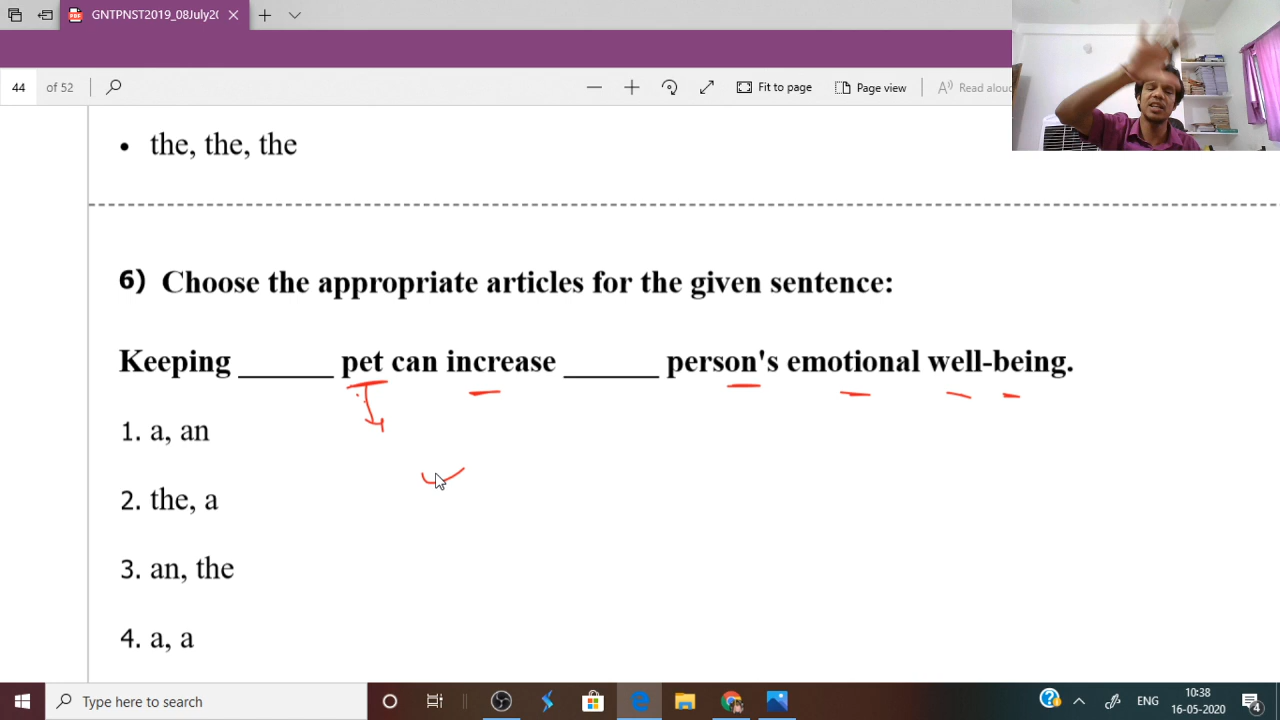 GNTPNST2019_08July20
44 of 52
Fit to page
Page view
Read aloud
• the, the, the
6) Choose the appropriate articles for the given sentence:
Keeping ______ pet can increase ______ person's emotional well-being.
1. a, an
2. the, a
3. an, the
4. a, a
Type here to search
ENG
10:38
16-05-2020
4